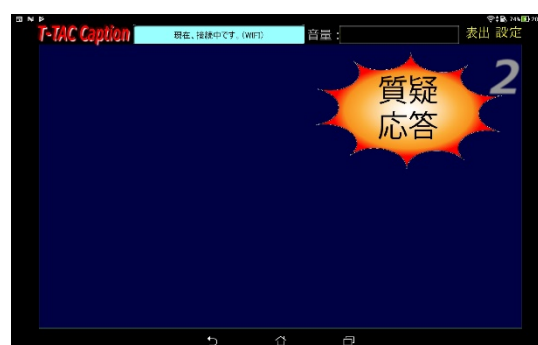 T-TAC Caption
現在、接続中です。(WIFI)
音量：
表出 設定
2
質疑
応答